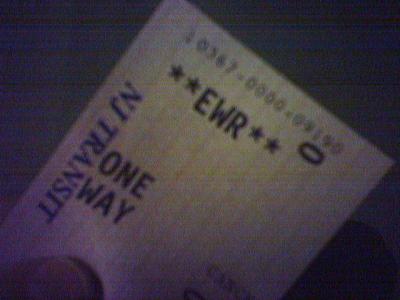 **EWR** 0
NJ TRANSIT
ONE
WAY